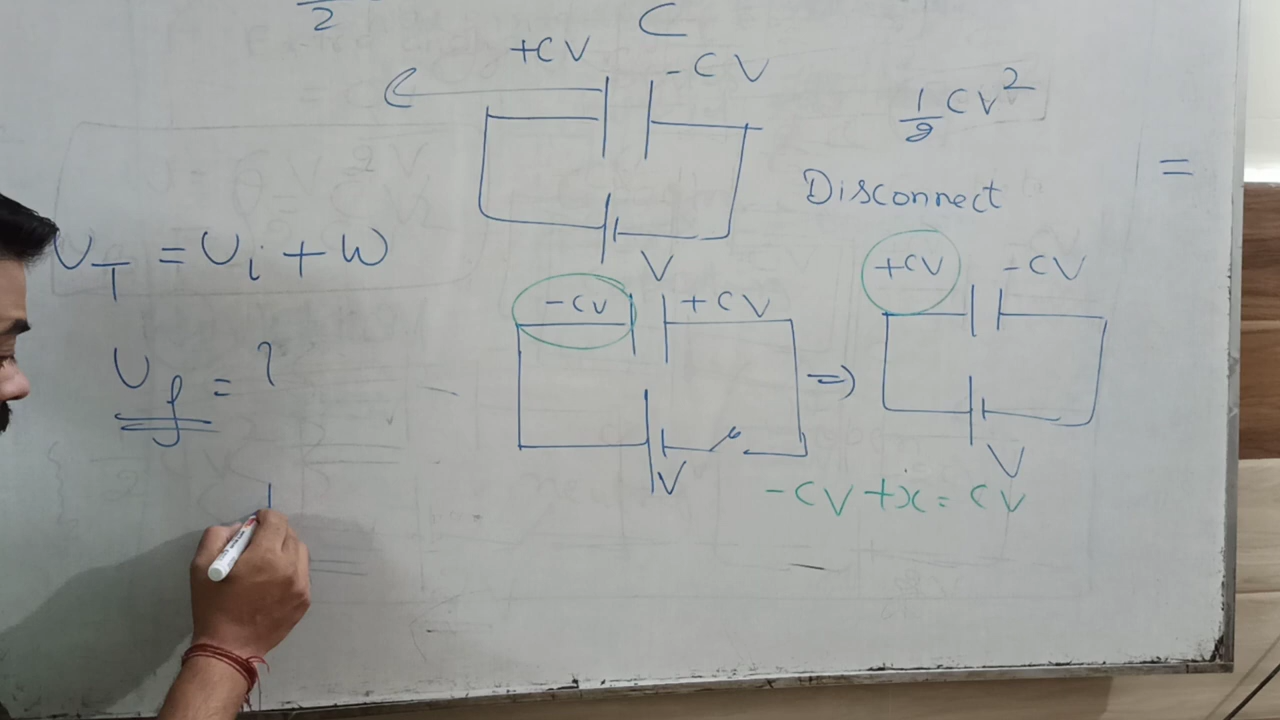 2
C
+CV
-CV
1/2 CV²
=
Disconnect
V
U_T = U_i + W
-CV
+CV
⇒
+CV
-CV
U_f = ?
V
V
-CV + x = CV